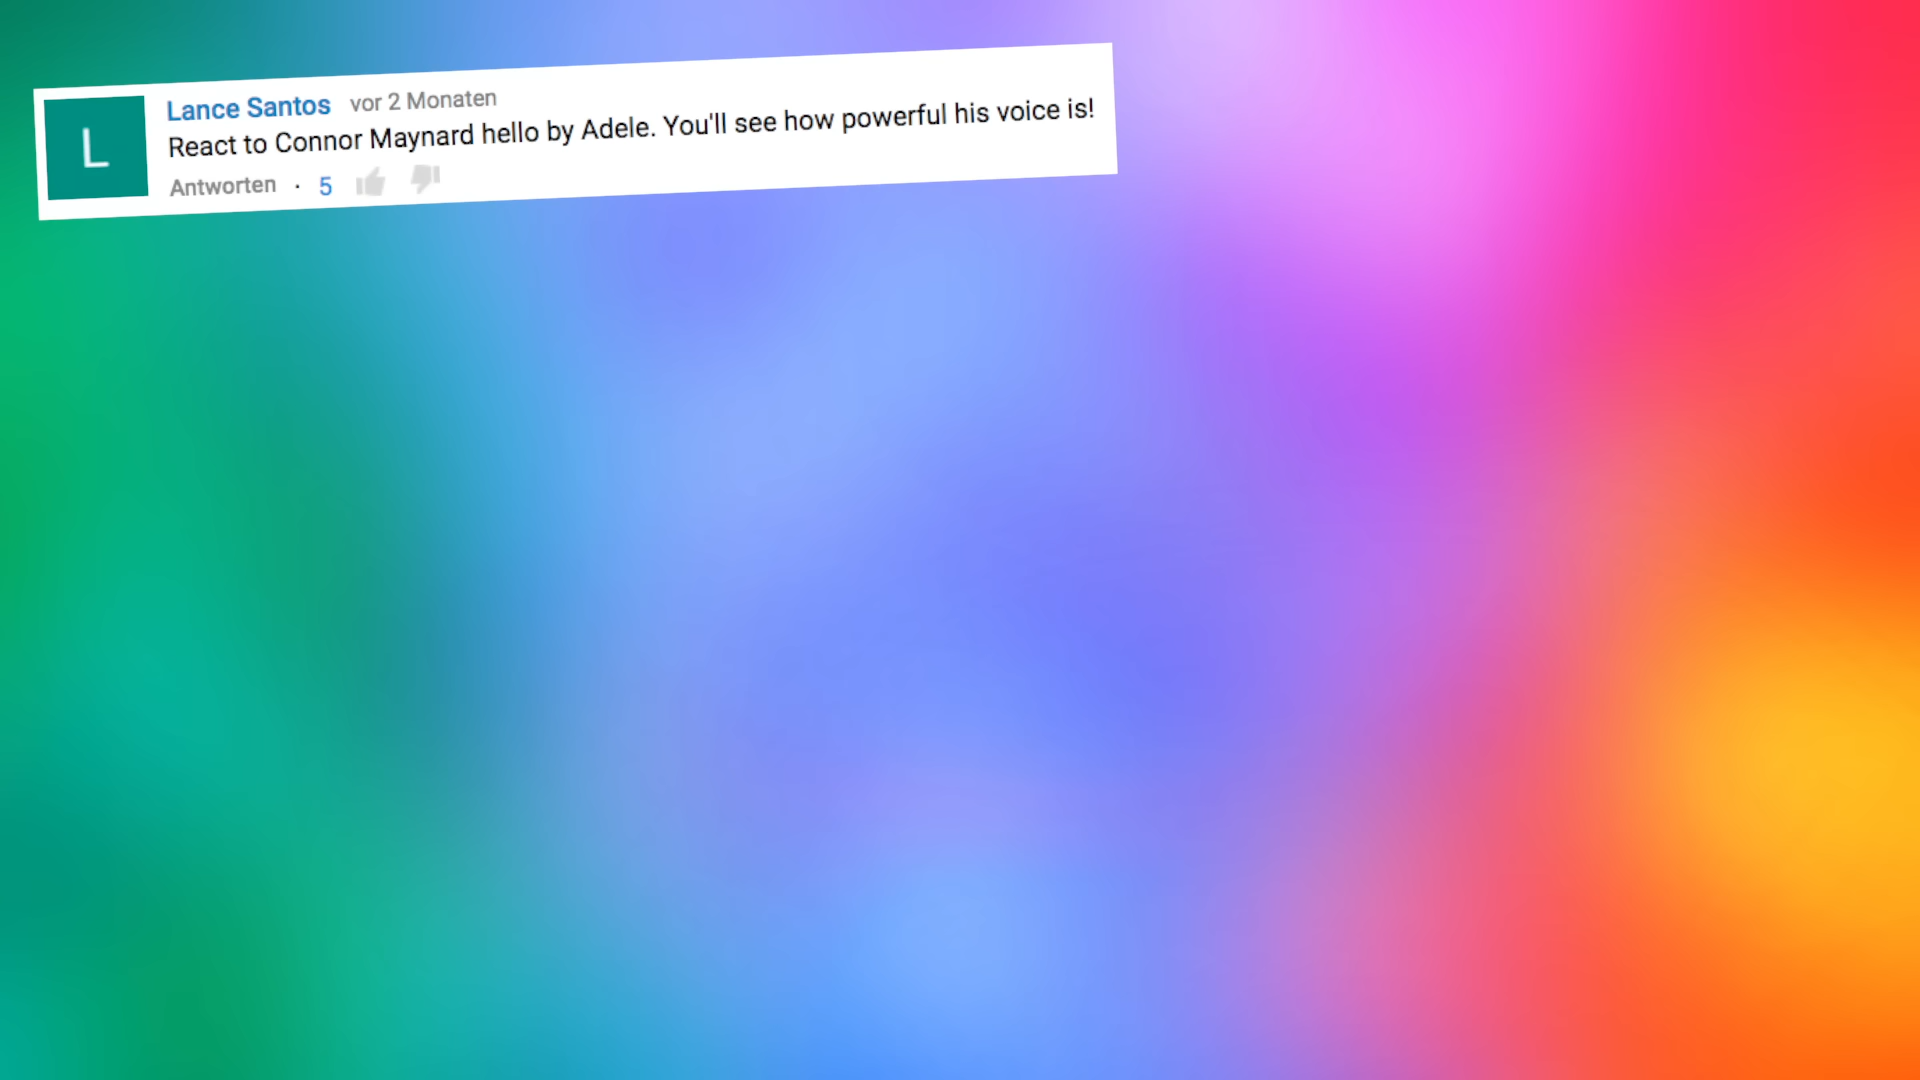 L
Lance Santos vor 2 Monaten
React to Connor Maynard hello by Adele. You'll see how powerful his voice is!
Antworten · 5